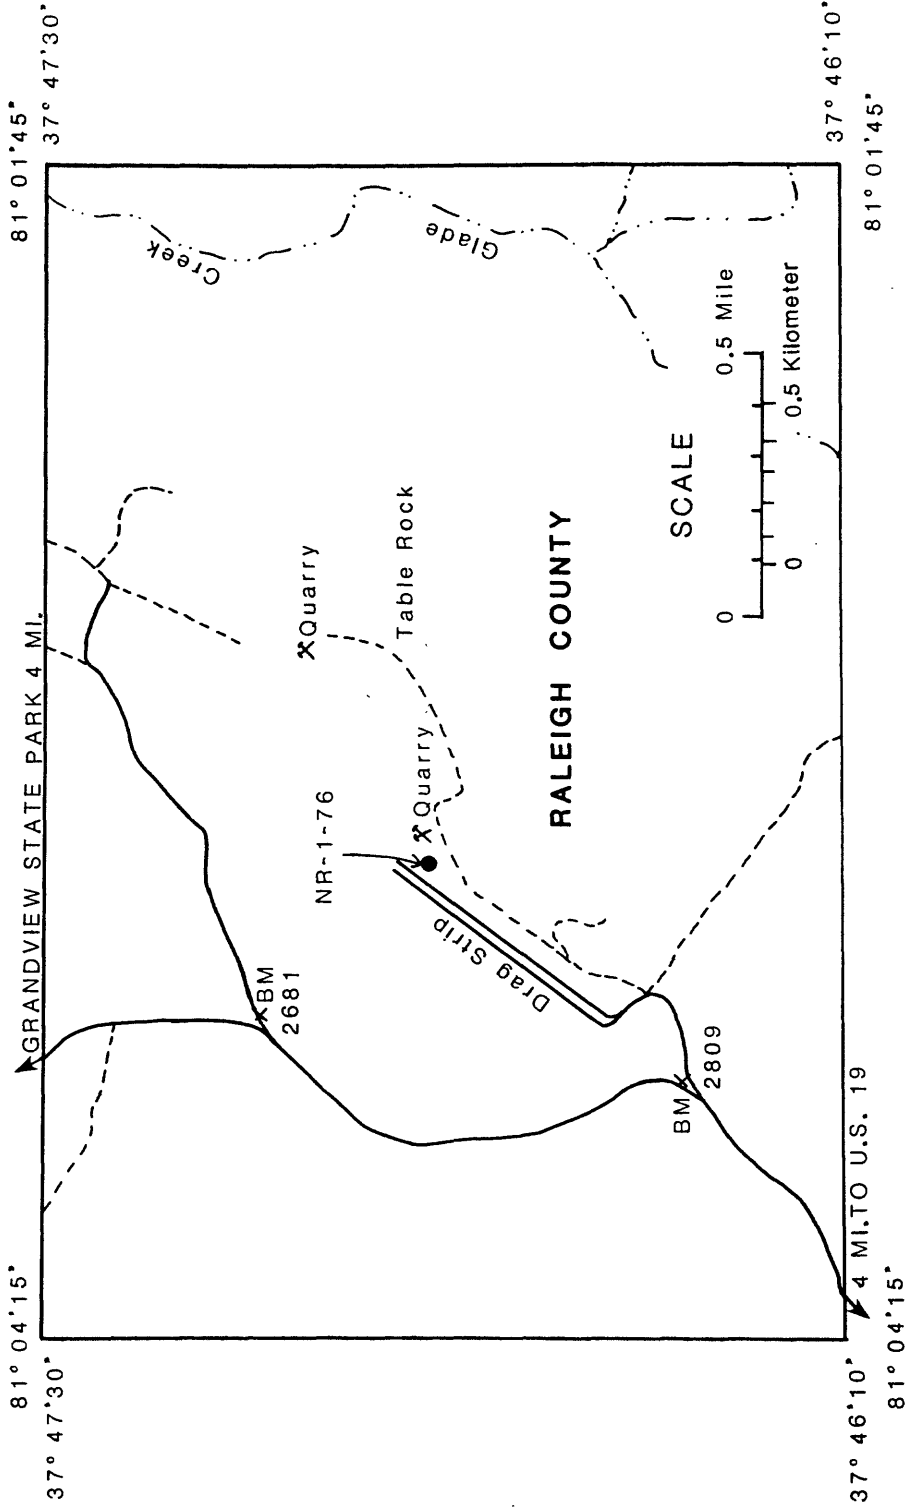 81° 04'15"
37° 47'30"
GRANDVIEW STATE PARK 4 MI.
81° 01'45"
37° 47'30"
BM
2681
Creek
Quarry
NR-1-76
Table Rock
Quarry
Glade
Drag Strip
RALEIGH COUNTY
BM
2809
SCALE
0
0.5 Mile
0
0.5 Kilometer
4 MI. TO U.S. 19
37° 46'10"
81° 04'15"
37° 46'10"
81° 01'45"